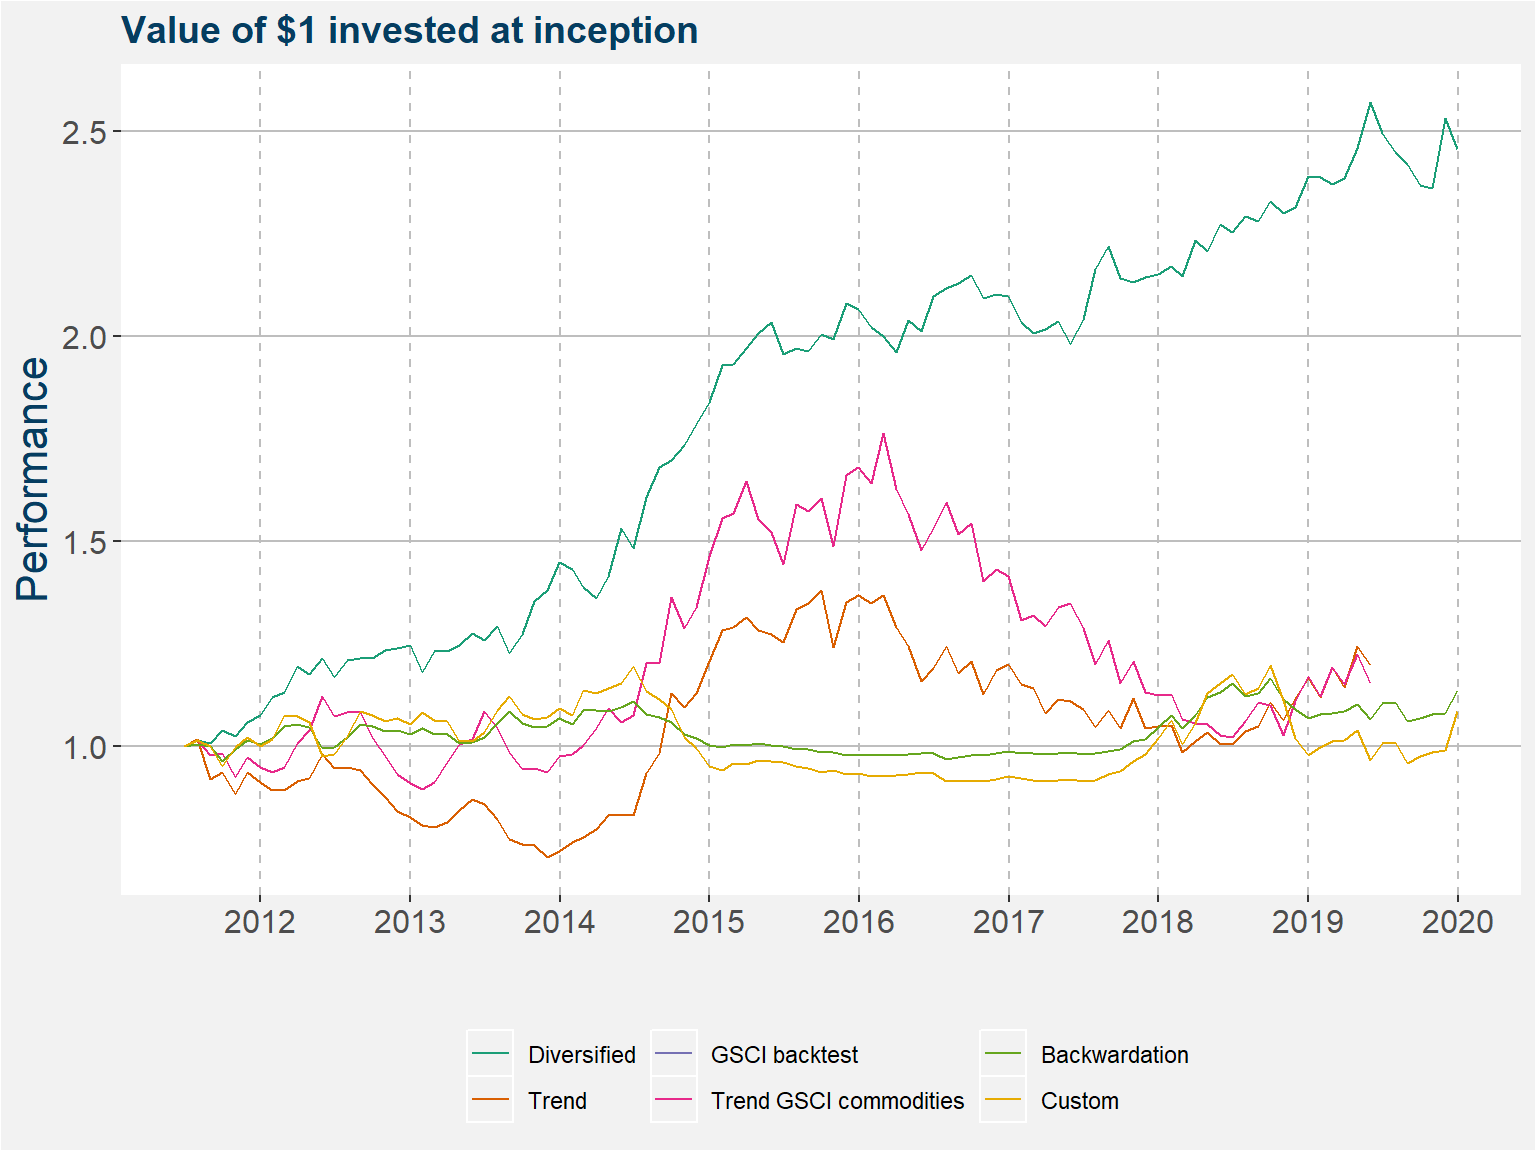 Value of $1 invested at inception
Performance
2.5
2.0
1.5
1.0
2012 2013 2014 2015 2016 2017 2018 2019 2020
Diversified GSCI backtest Backwardation
Trend Trend GSCI commodities Custom